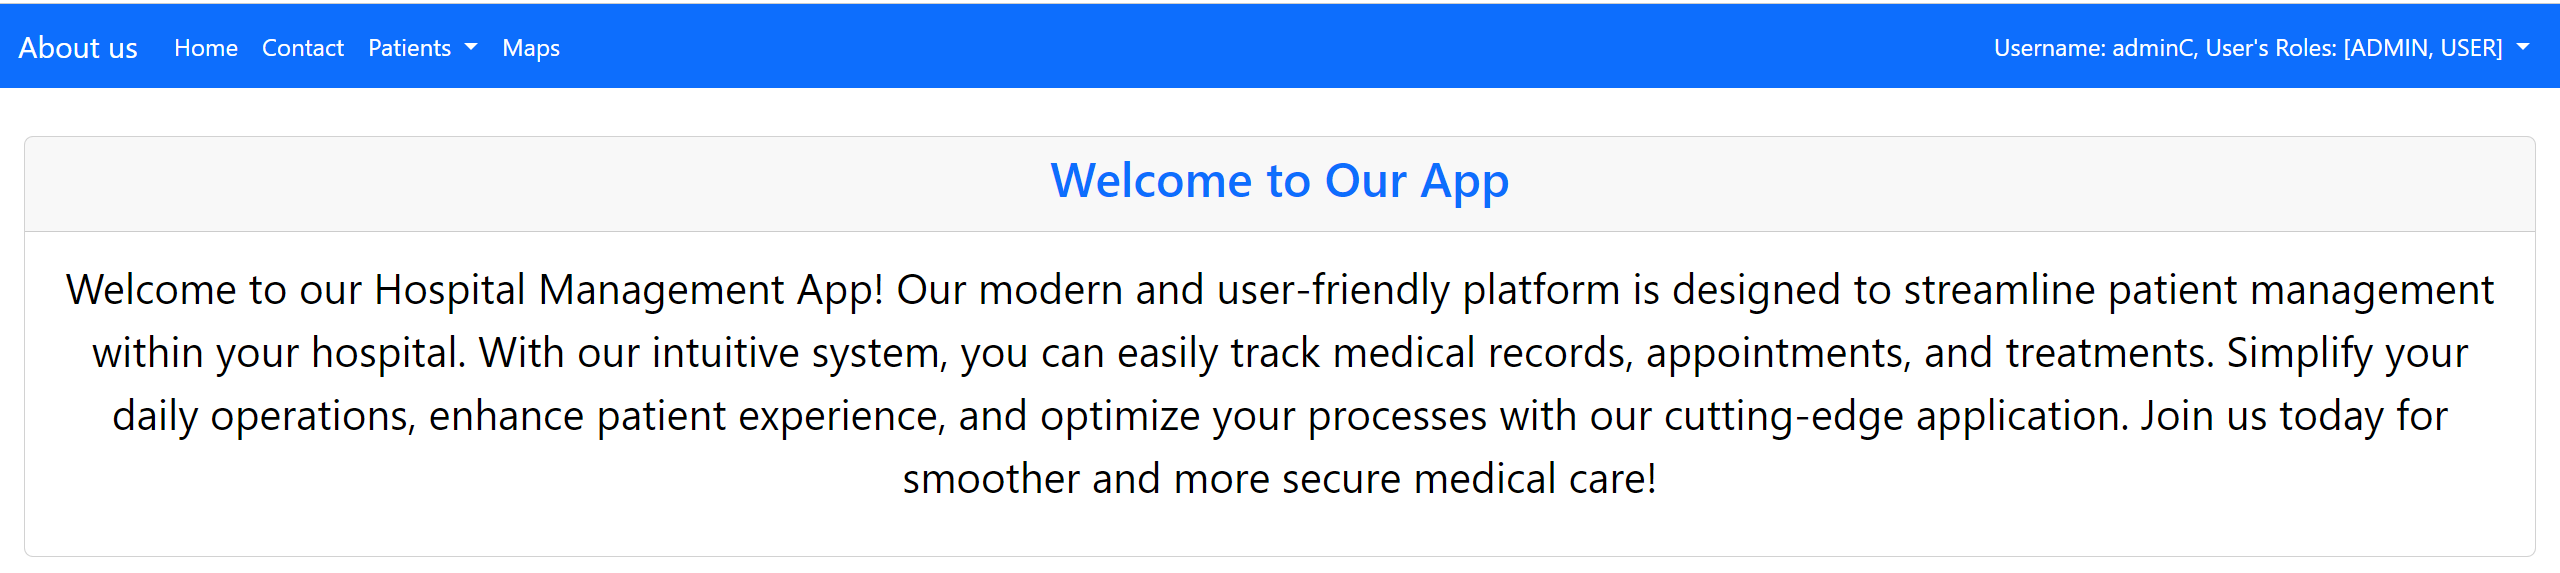 About us Home Contact Patients Maps Username: adminC, User's Roles: [ADMIN, USER]
Welcome to Our App
Welcome to our Hospital Management App! Our modern and user-friendly platform is designed to streamline patient management
within your hospital. With our intuitive system, you can easily track medical records, appointments, and treatments. Simplify your
daily operations, enhance patient experience, and optimize your processes with our cutting-edge application. Join us today for
smoother and more secure medical care!